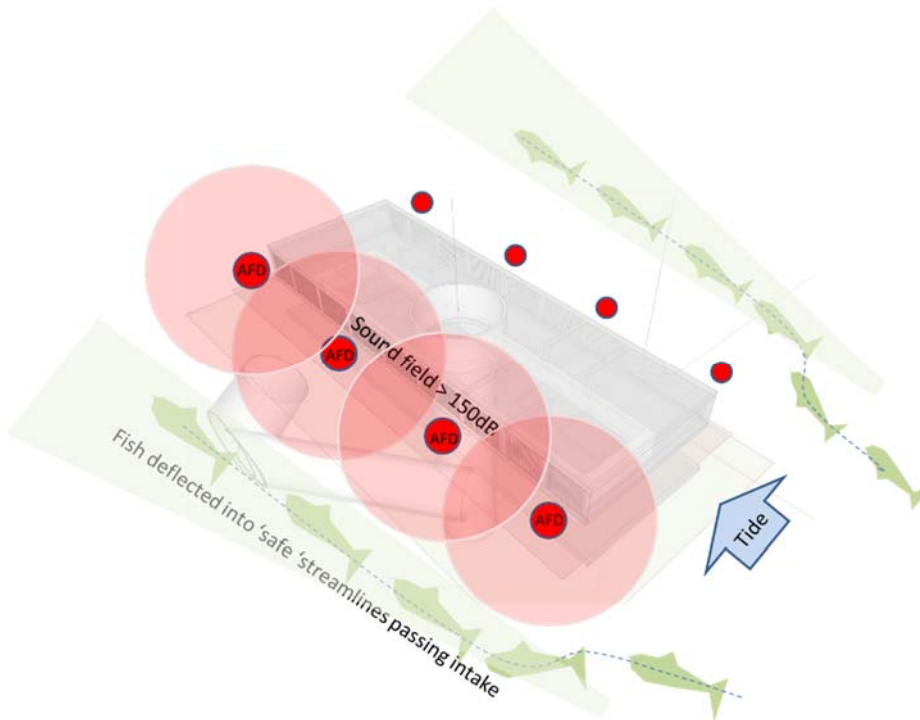 AFD
AFD
Sound field > 150dB
AFD
AFD
Tide
Fish deflected into 'safe 'streamlines passing intake